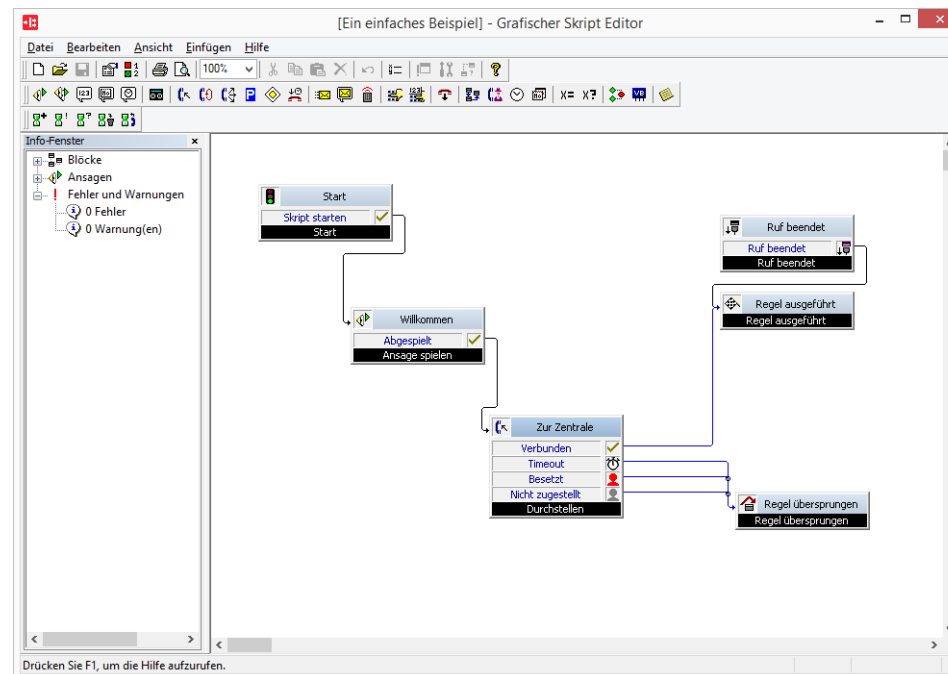 [Ein einfaches Beispiel] - Grafischer Skript Editor
Datei Bearbeiten Ansicht Einfügen Hilfe
100%
X= X?
VB
Info-Fenster
Blöcke
Ansagen
Fehler und Warnungen
0 Fehler
0 Warnung(en)
Start
Skript starten
Start
Ruf beendet
Ruf beendet
Ruf beendet
Regel ausgeführt
Regel ausgeführt
Willkommen
Abgespielt
Ansage spielen
Zur Zentrale
Verbunden
Timeout
Besetzt
Nicht zugestellt
Durchstellen
Regel übersprungen
Regel übersprungen
Drücken Sie F1, um die Hilfe aufzurufen.